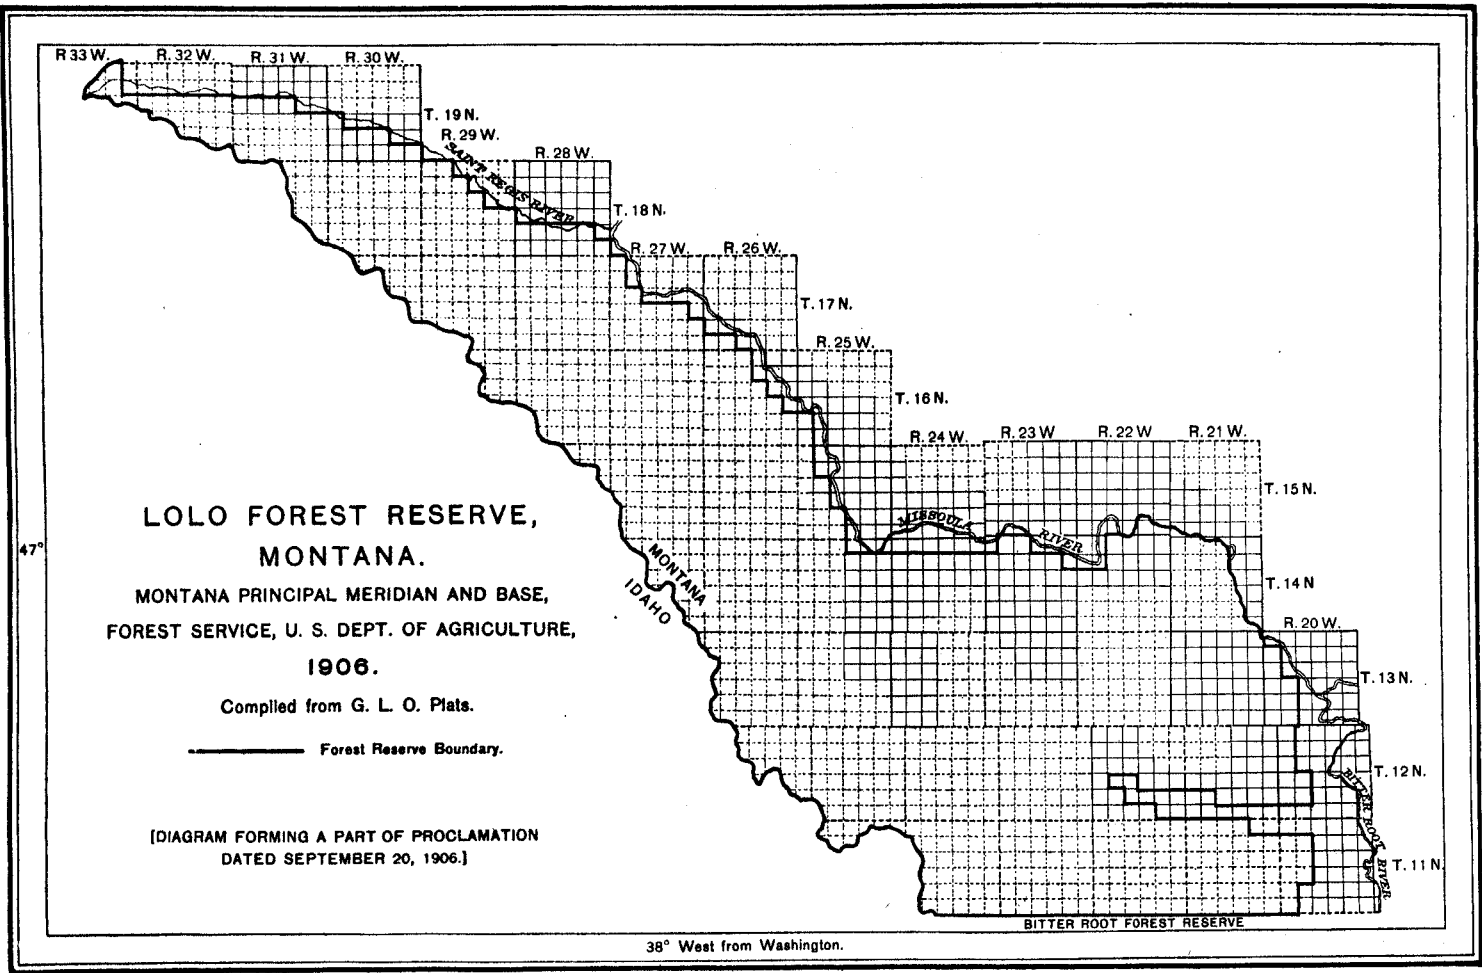 R 33 W. R. 32 W. R. 31 W. R. 30 W.
T. 19 N.
R. 29 W.
SAINT REGIS RIVER
R. 28 W.
T. 18 N.
R. 27 W. R. 26 W.
T. 17 N.
R. 25 W.
T. 16 N.
R. 24 W. R. 23 W R. 22 W R. 21 W.
T. 15 N.
MISSOULA RIVER
47°
MONTANA
IDAHO
T. 14 N
R. 20 W.
T. 13 N.
T. 12 N.
BITTER ROOT RIVER
T. 11 N
LOLO FOREST RESERVE,
MONTANA.
MONTANA PRINCIPAL MERIDIAN AND BASE,
FOREST SERVICE, U. S. DEPT. OF AGRICULTURE,
1906.
Compiled from G. L. O. Plats.
Forest Reserve Boundary.
[DIAGRAM FORMING A PART OF PROCLAMATION
DATED SEPTEMBER 20, 1906.]
BITTER ROOT FOREST RESERVE
38° West from Washington.